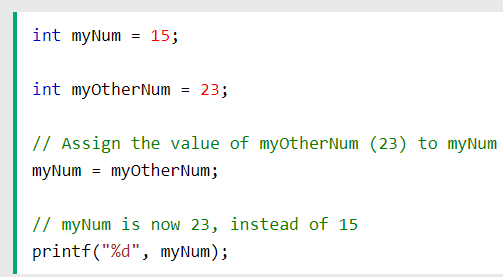 int myNum = 15;
int myOtherNum = 23;
// Assign the value of myOtherNum (23) to myNum
myNum = myOtherNum;
// myNum is now 23, instead of 15
printf("%d", myNum);